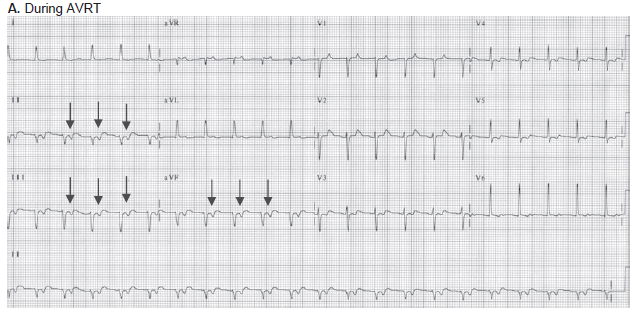 A. During AVRT
I aVR V1 V4
II aVL V2 V5
III aVF V3 V6
II